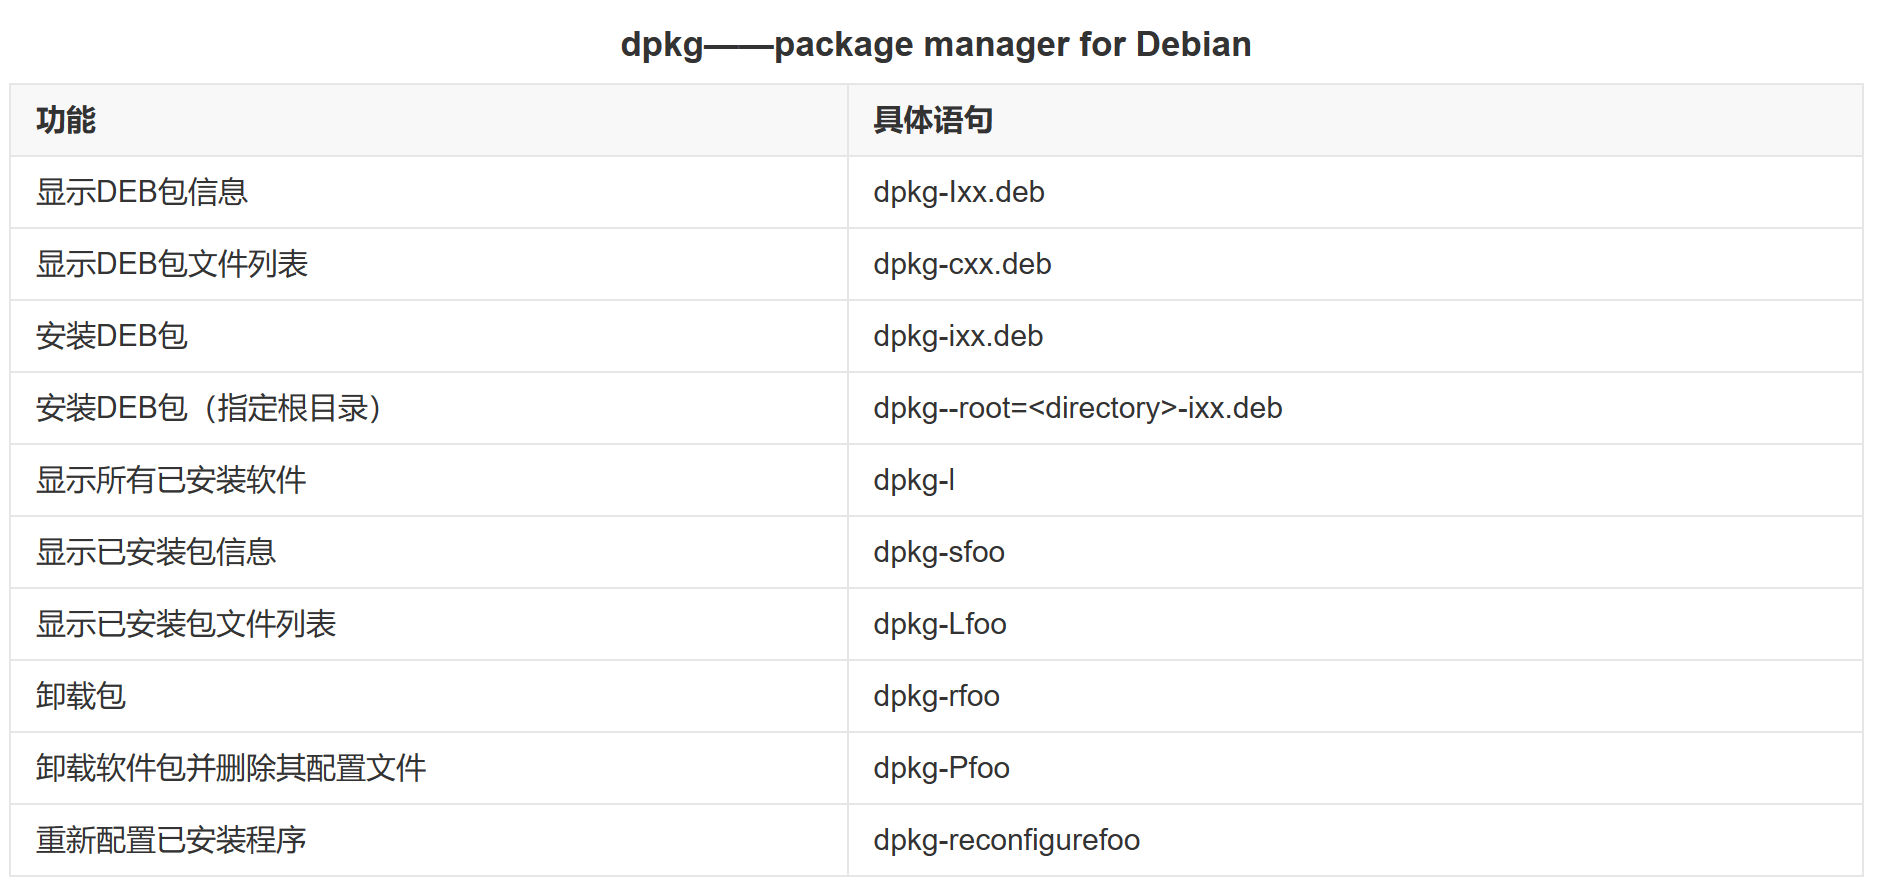 dpkg——package manager for Debian
功能 具体语句
显示DEB包信息 dpkg-Ixx.deb
显示DEB包文件列表 dpkg-cxx.deb
安装DEB包 dpkg-ixx.deb
安装DEB包（指定根目录） dpkg--root=<directory>-ixx.deb
显示所有已安装软件 dpkg-l
显示已安装包信息 dpkg-sfoo
显示已安装包文件列表 dpkg-Lfoo
卸载包 dpkg-rfoo
卸载软件包并删除其配置文件 dpkg-Pfoo
重新配置已安装程序 dpkg-reconfigurefoo